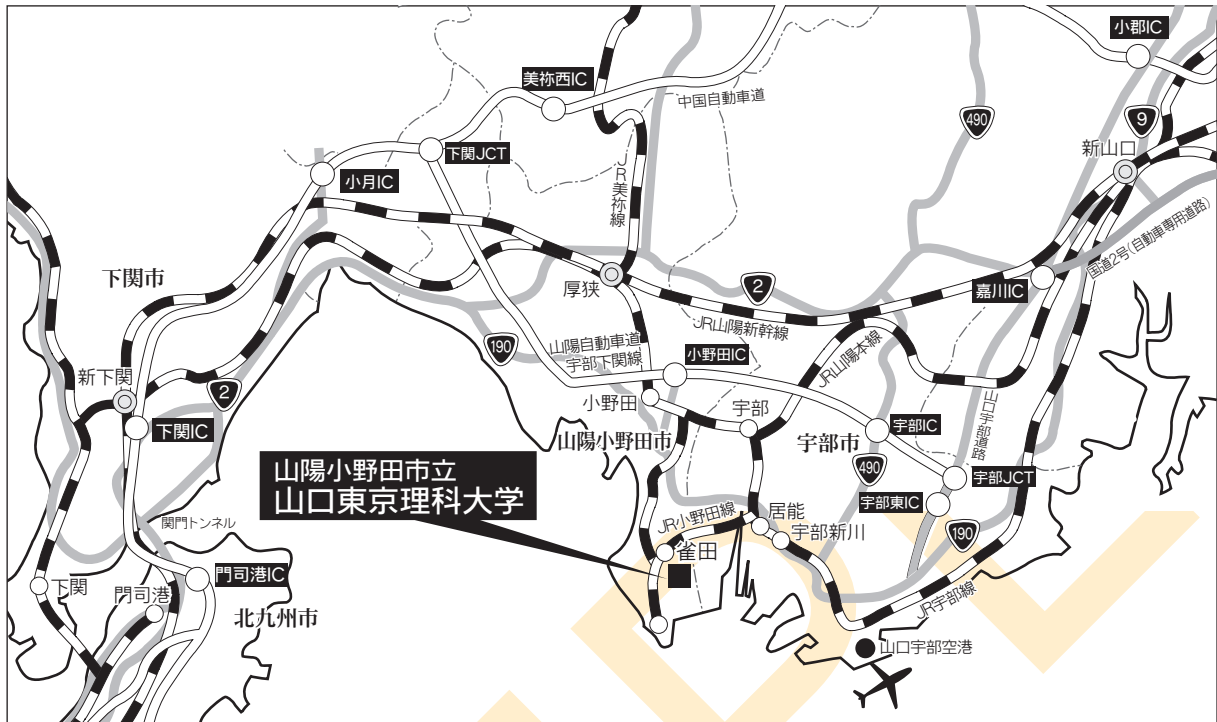 小郡IC
美祢西IC
中国自動車道
490
9
新山口
下関JCT
小月IC
JR美祢線
国道2号(自動車専用道路)
下関市
厚狭
2
嘉川IC
JR山陽新幹線
190
山陽自動車道
宇部下関線
小野田IC
JR山陽本線
新下関
2
小野田
宇部
山口宇部道路
下関IC
山陽小野田市
宇部市
宇部IC
山陽小野田市立
山口東京理科大学
490
宇部JCT
宇部東IC
関門トンネル
JR小野田線
居能
宇部新川
190
雀田
下関
門司港IC
門司港
北九州市
JR宇部線
山口宇部空港